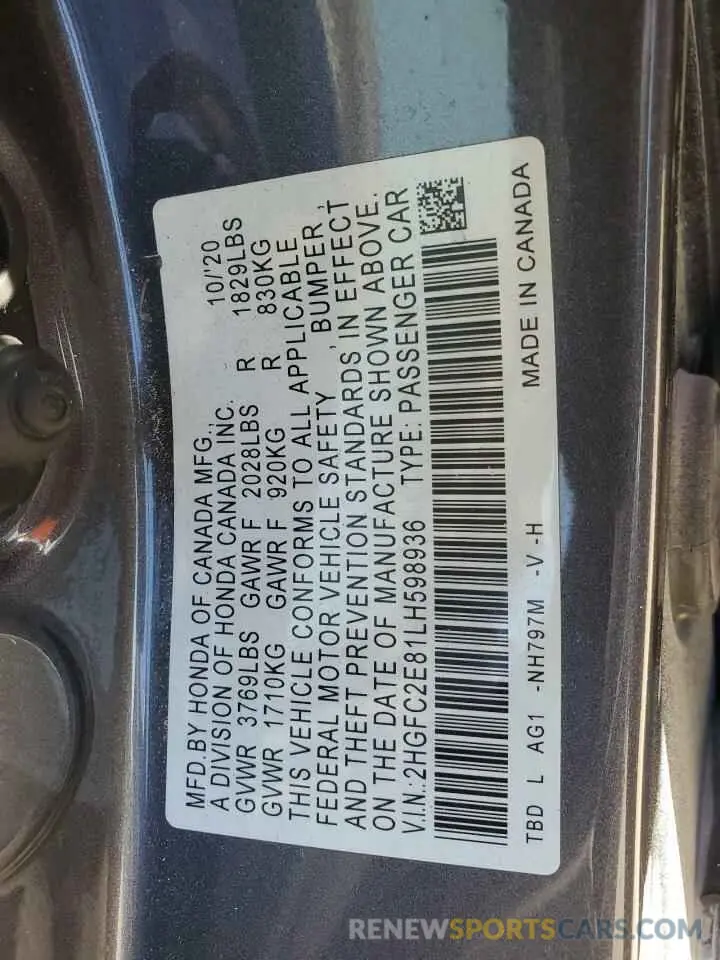 MFD.BY HONDA OF CANADA MFG., 10/'20
A DIVISION OF HONDA CANADA INC.
GVWR 3769LBS GAWR F 2028LBS R 1829LBS
GVWR 1710KG GAWR F 920KG R 830KG
THIS VEHICLE CONFORMS TO ALL APPLICABLE
FEDERAL MOTOR VEHICLE SAFETY , BUMPER ,
AND THEFT PREVENTION STANDARDS IN EFFECT
ON THE DATE OF MANUFACTURE SHOWN ABOVE.
V.I.N.:2HGFC2E81LH598936 TYPE: PASSENGER CAR
TBD L AG1 -NH797M -V -H MADE IN CANADA
RENEWSPORTSCARS.COM